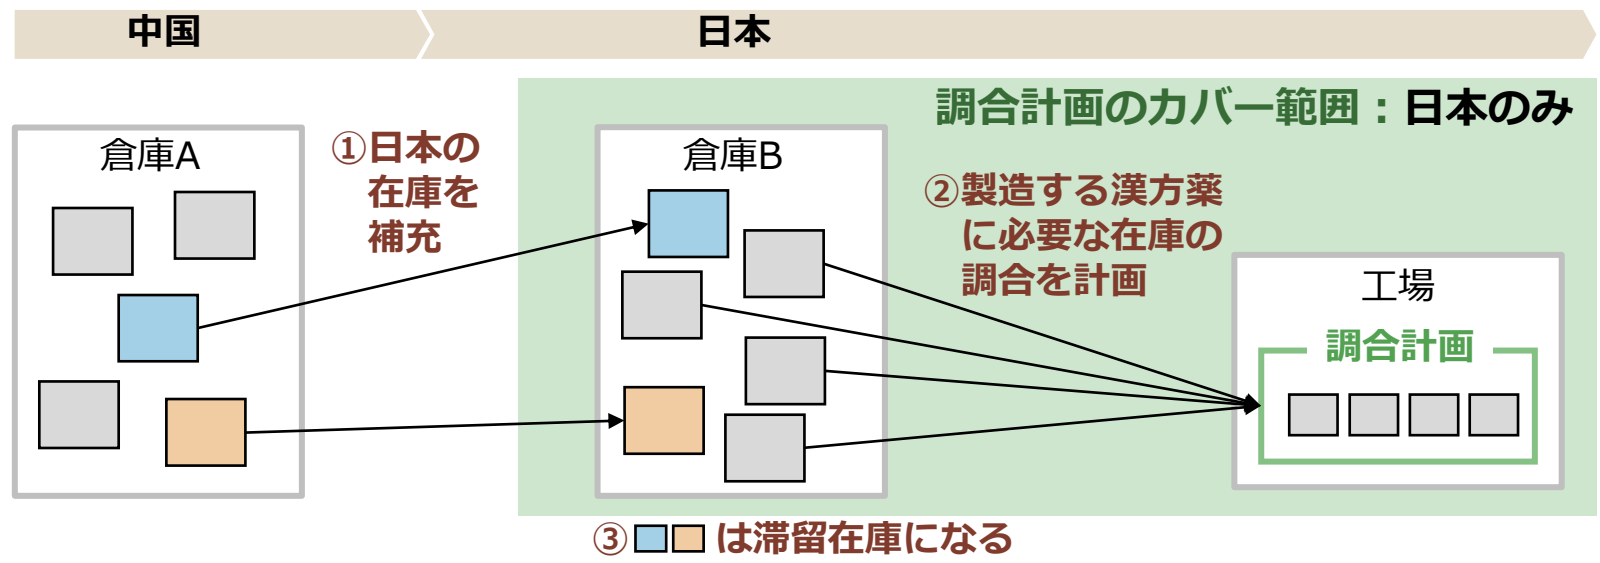 中国
日本
調合計画のカバー範囲：日本のみ
倉庫A
①日本の
在庫を
補充
倉庫B
②製造する漢方薬
に必要な在庫の
調合を計画
工場
調合計画
③ は滞留在庫になる